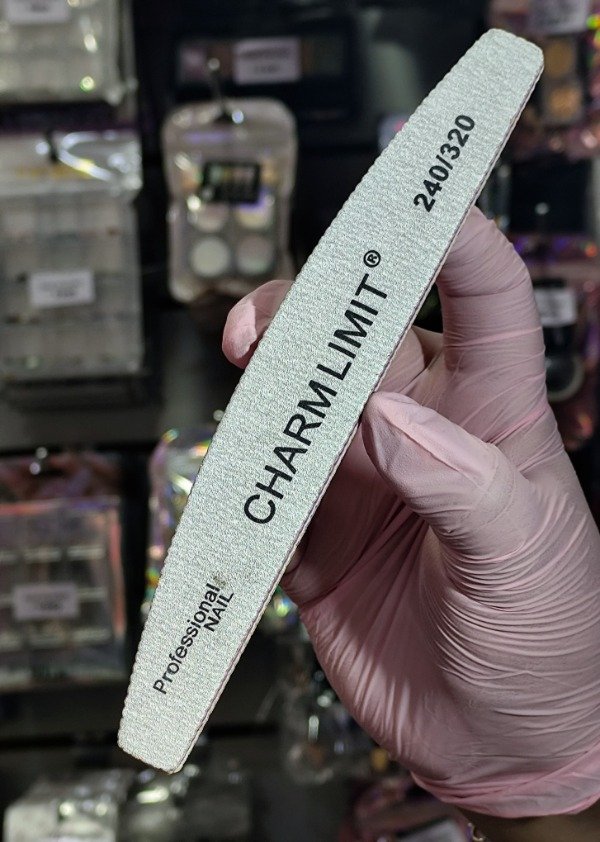 240/320
CHARM LIMIT®
Professional
NAIL